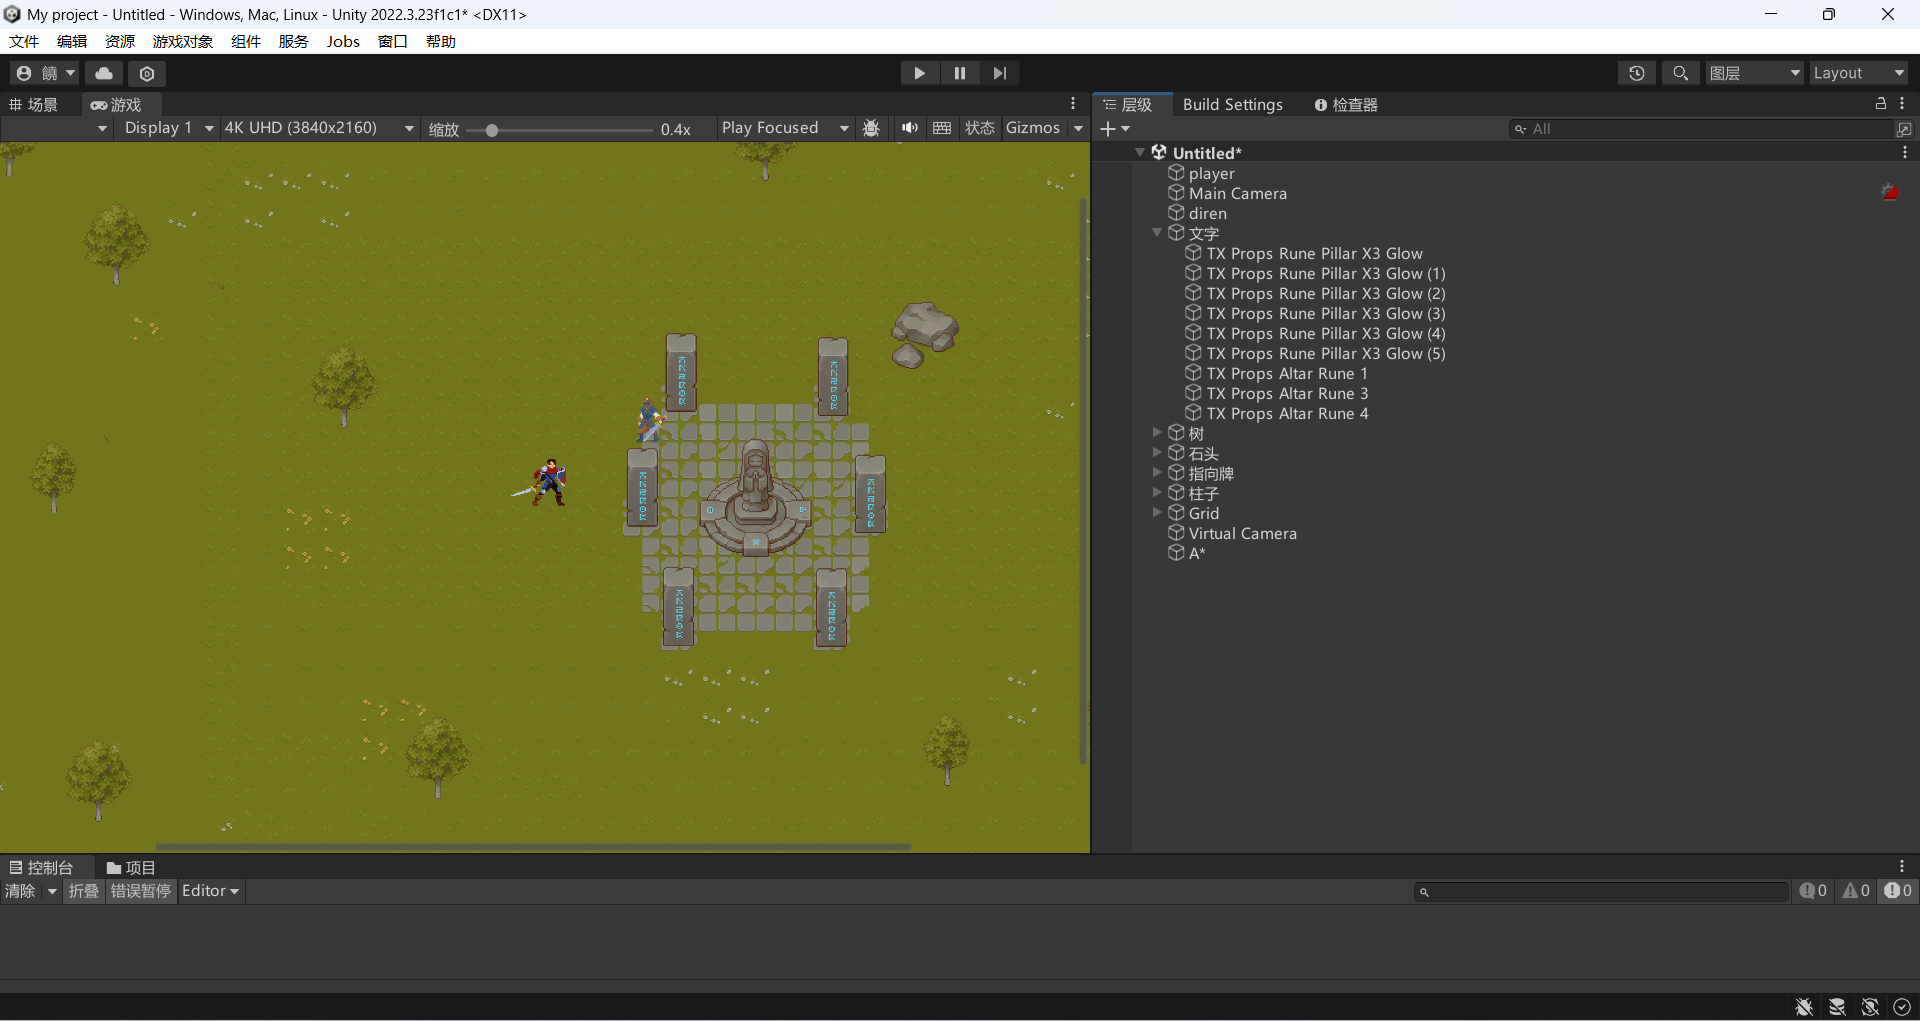 My project - Untitled - Windows, Mac, Linux - Unity 2022.3.23f1c1* <DX11>
文件 编辑 资源 游戏对象 组件 服务 Jobs 窗口 帮助
饒 图层 Layout
场景 游戏
Display 1 4K UHD (3840x2160) 缩放 0.4x Play Focused 状态 Gizmos
层级 Build Settings 检查器
All
Untitled*
player
Main Camera
diren
文字
TX Props Rune Pillar X3 Glow
TX Props Rune Pillar X3 Glow (1)
TX Props Rune Pillar X3 Glow (2)
TX Props Rune Pillar X3 Glow (3)
TX Props Rune Pillar X3 Glow (4)
TX Props Rune Pillar X3 Glow (5)
TX Props Altar Rune 1
TX Props Altar Rune 3
TX Props Altar Rune 4
树
石头
指向牌
柱子
Grid
Virtual Camera
A*
控制台 项目
清除 折叠 错误暂停 Editor 0 0 0